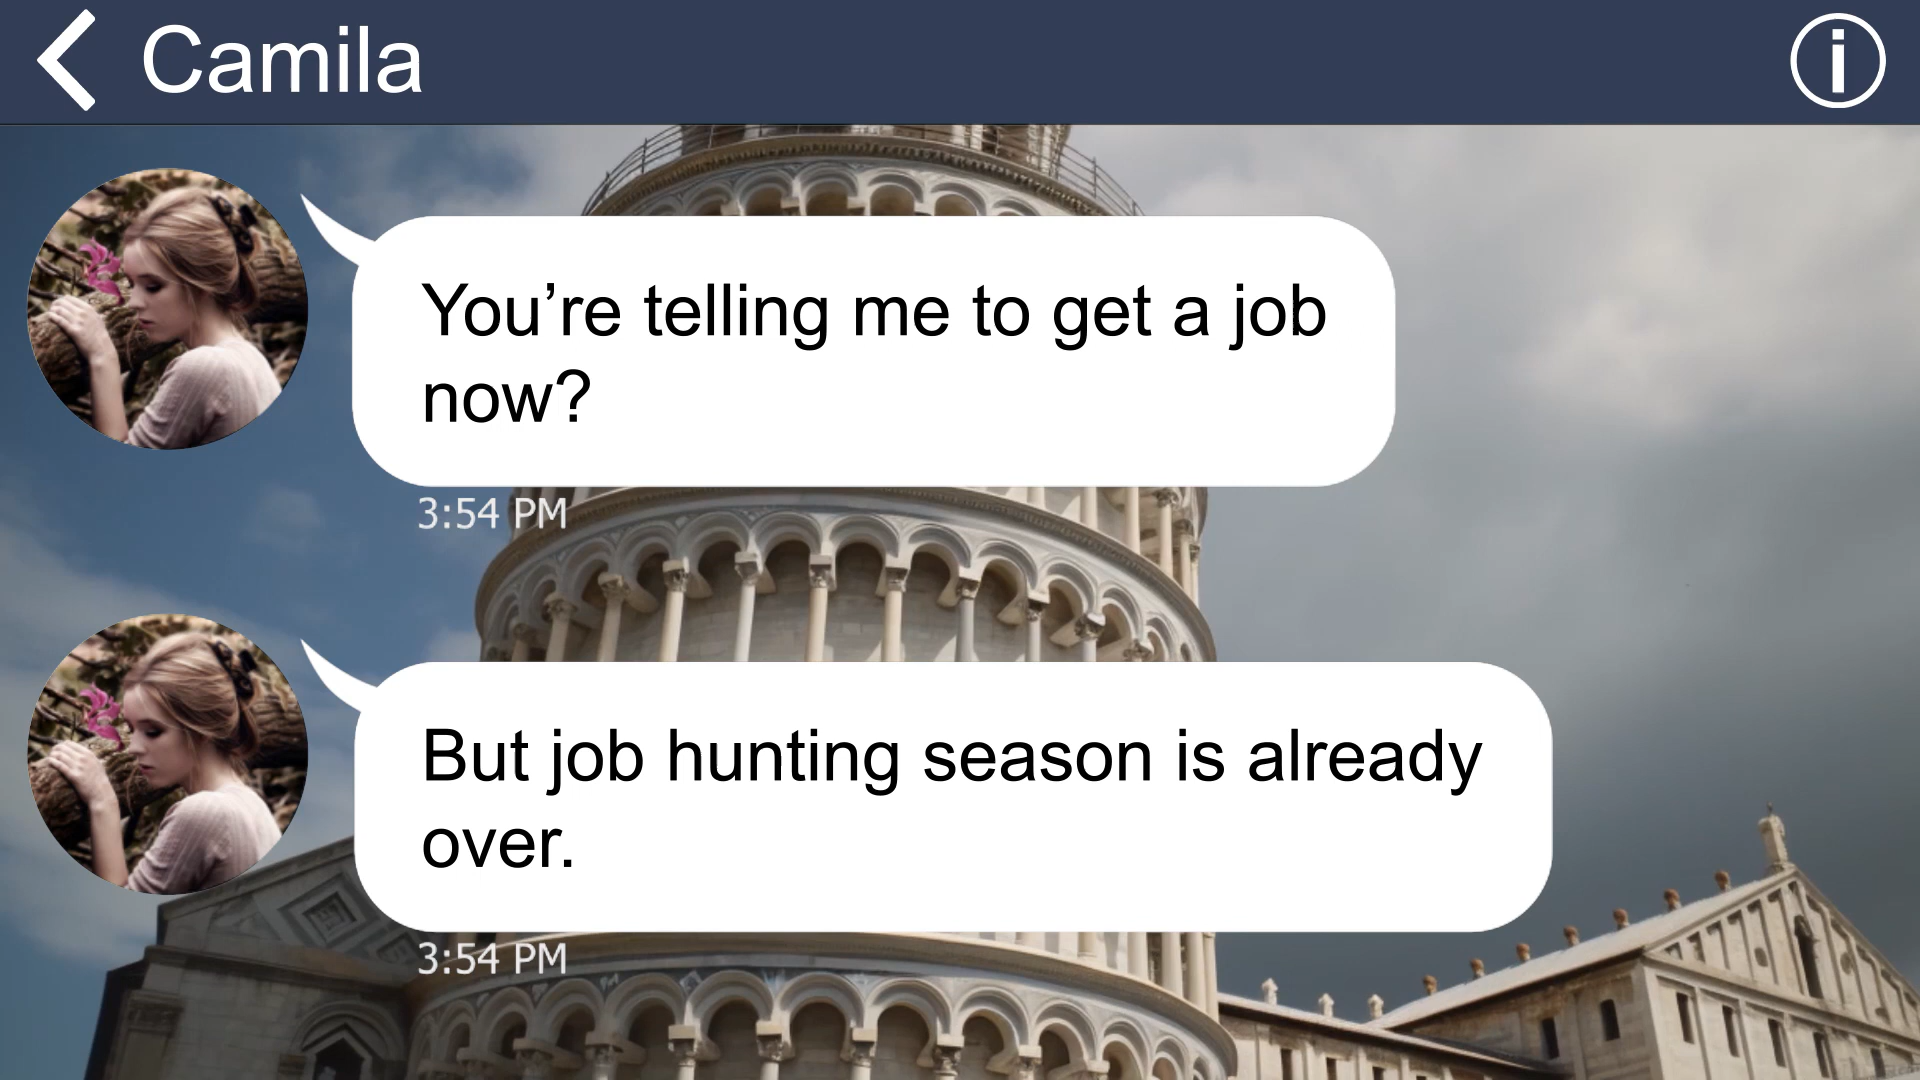 Camila
You’re telling me to get a job
now?
3:54 PM
But job hunting season is already
over.
3:54 PM